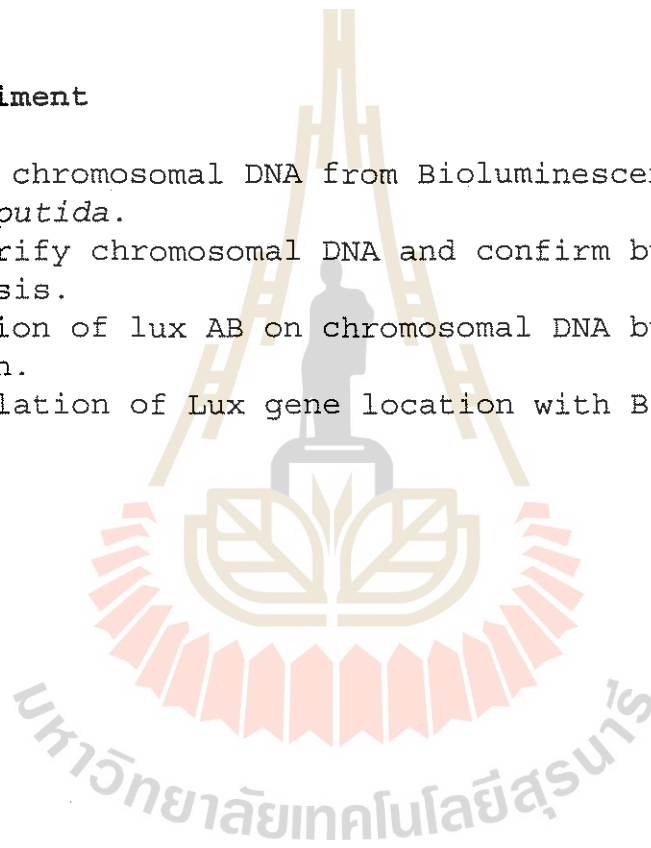 iment
chromosomal DNA from Bioluminescen
putida.
rify chromosomal DNA and confirm by
sis.
ion of lux AB on chromosomal DNA by
n.
lation of Lux gene location with B
มหาวิทยาลัยเทคโนโลยีสุรนารี